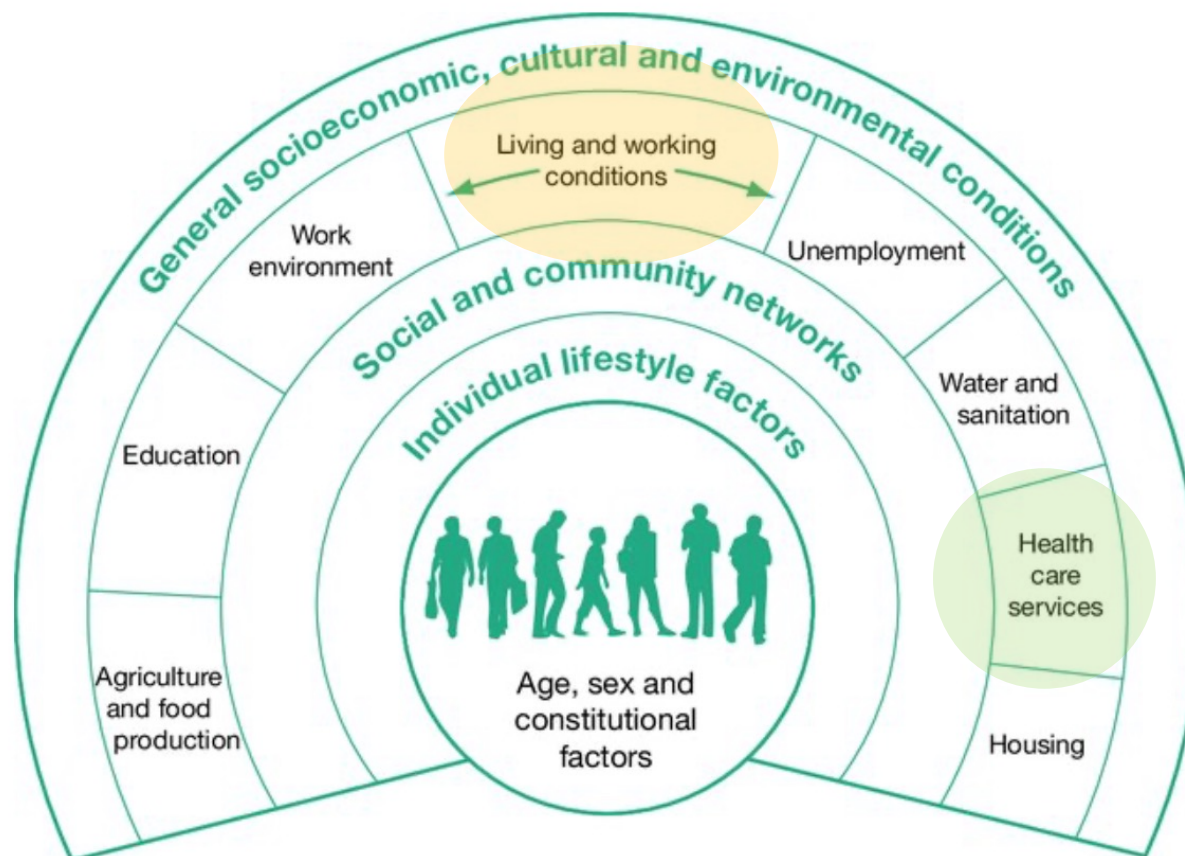 General socioeconomic, cultural and environmental conditions
Living and working
conditions
Work
environment
Unemployment
Social and community networks
Water and
sanitation
Individual lifestyle factors
Education
Health
care
services
Agriculture
and food
production
Age, sex and
constitutional
factors
Housing